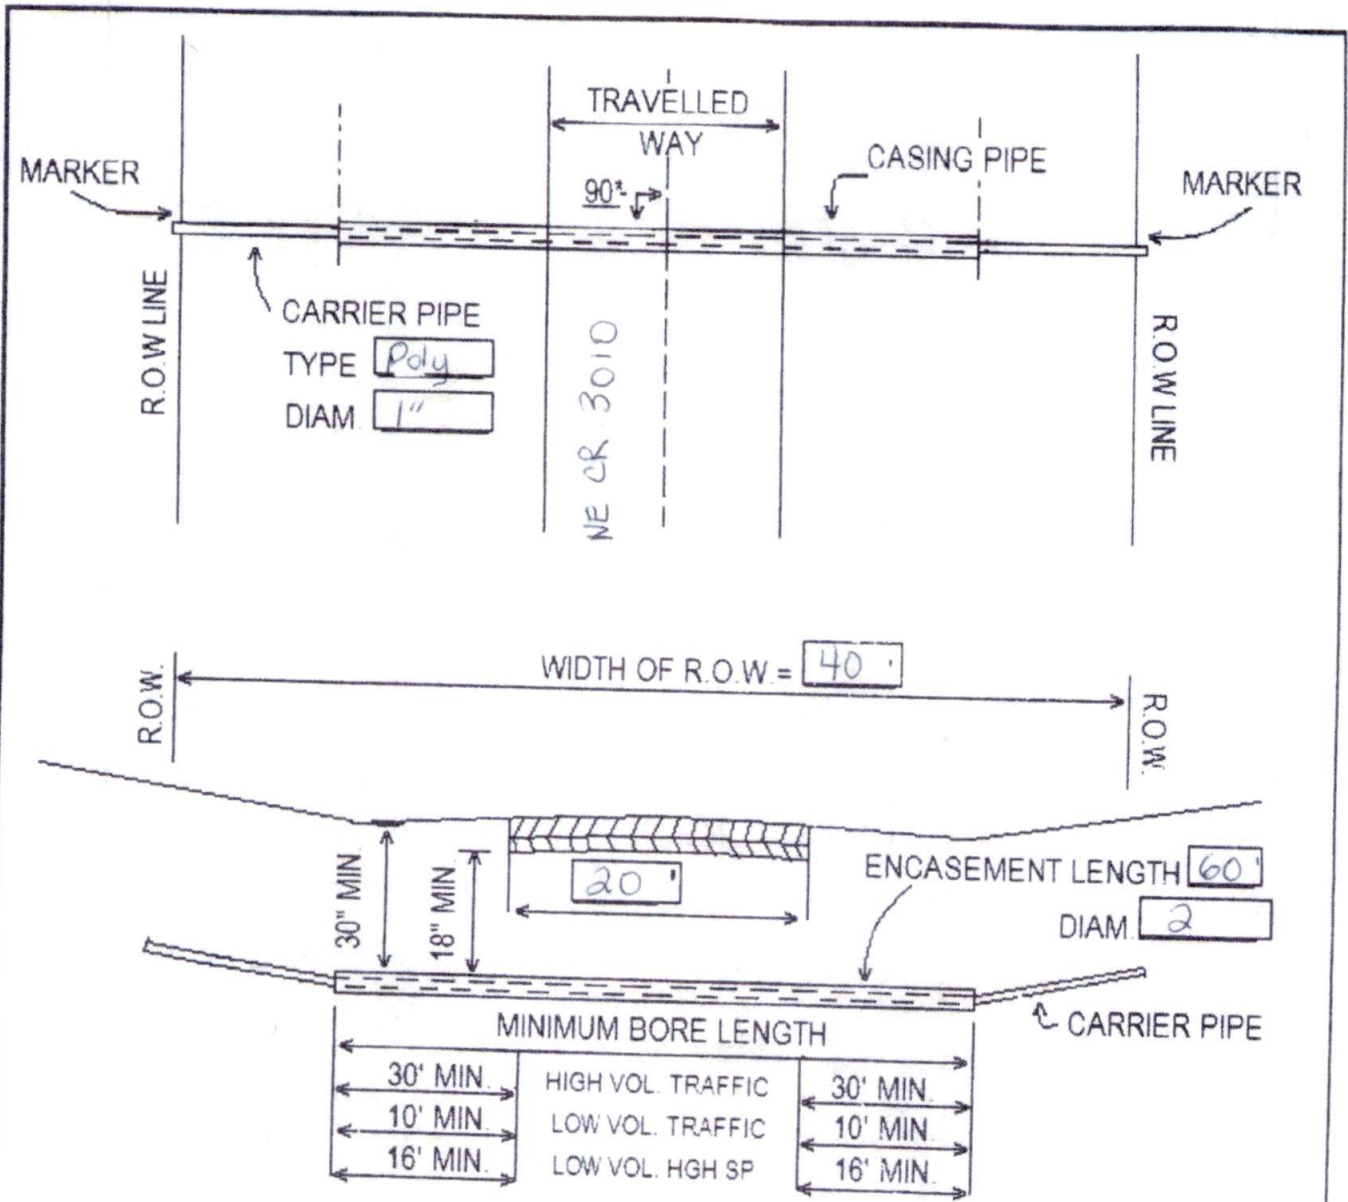 TRAVELLED
WAY
CASING PIPE
MARKER
MARKER
90°
R.O.W LINE
CARRIER PIPE
TYPE Poly
DIAM. 1"
NE CR 3010
R.O.W LINE
WIDTH OF R.O.W. = 40 '
R.O.W.
R.O.W.
30" MIN
18" MIN
20 '
ENCASEMENT LENGTH 60'
DIAM. 2
CARRIER PIPE
MINIMUM BORE LENGTH
30' MIN. HIGH VOL. TRAFFIC 30' MIN.
10' MIN. LOW VOL. TRAFFIC 10' MIN.
16' MIN. LOW VOL. HGH SP 16' MIN.